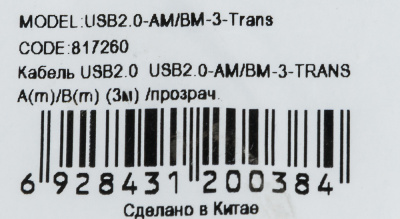 MODEL:USB2.0-AM/BM-3-Trans
CODE:817260
Кабель USB2.0 USB2.0-AM/BM-3-TRANS
A(m)/B(m) (3м) /прозрач.
6 928431 200384
Сделано в Китае